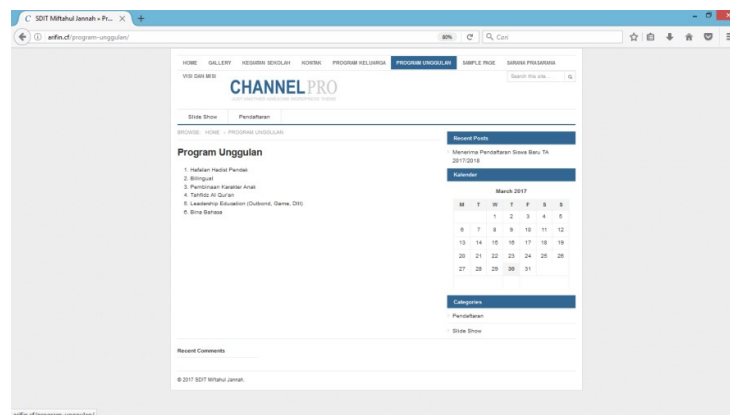 SDIT Miftahul Jannah » Pr...
arifin.cf/program-unggulan/
80%
Cari
HOME GALLERY KEGIATAN SEKOLAH KONTAK PROGRAM KELUARGA PROGRAM UNGGULAN SAMPLE PAGE SARANA PRASARANA
VISI DAN MISI
Search this site...
CHANNELPRO
JUST ANOTHER AWESOME WORDPRESS THEME
Slide Show Pendaftaran
BROWSE: HOME » PROGRAM UNGGULAN
Program Unggulan
1. Hafalan Hadist Pendek
2. Bilingual
3. Pembinaan Karakter Anak
4. Tahfidz Al Qur'an
5. Leadership Education (Outbond, Game, Dlll)
6. Bina Bahasa
Recent Posts
Menerima Pendaftaran Siswa Baru TA
2017/2018
Kalender
March 2017
M T W T F S S
1 2 3 4 5
6 7 8 9 10 11 12
13 14 15 16 17 18 19
20 21 22 23 24 25 26
27 28 29 30 31
Categories
Pendaftaran
Slide Show
Recent Comments
© 2017 SDIT Miftahul Jannah.
arifin.cf/program-unggulan/